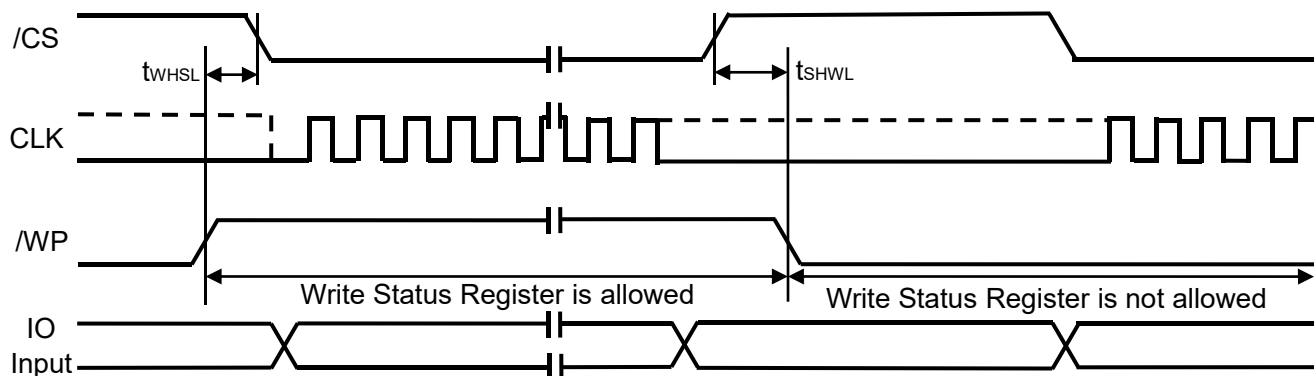 /CS
tWHSL
tSHWL
CLK
/WP
Write Status Register is allowed
Write Status Register is not allowed
IO
Input